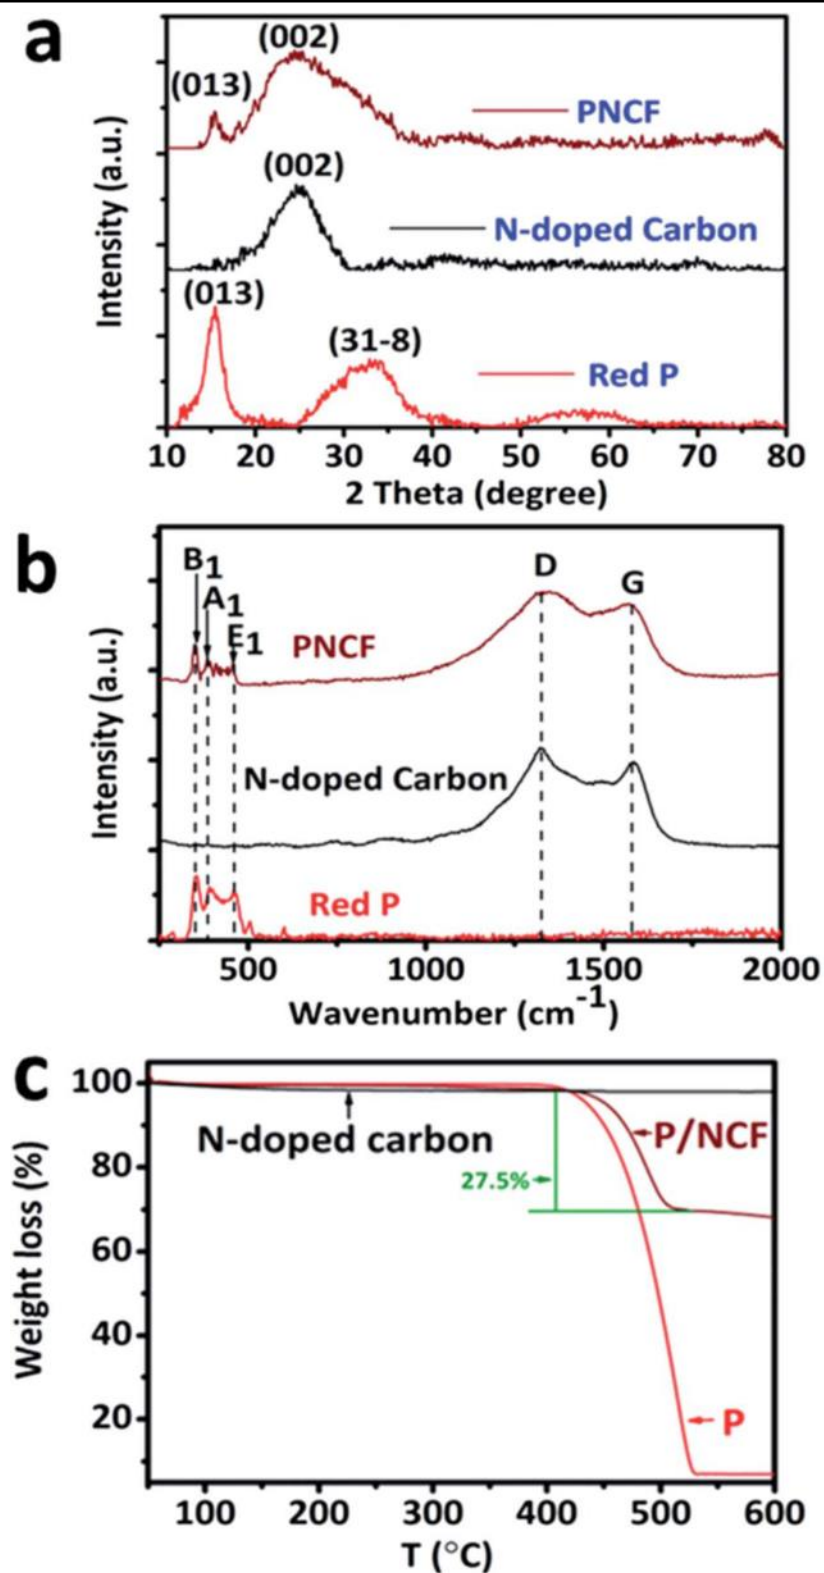 a
(002)
(013)
PNCF
(002)
N-doped Carbon
(013)
(31-8)
Red P
Intensity (a.u.)
10 20 30 40 50 60 70 80
2 Theta (degree)
b
B1
A1
E1
D
G
PNCF
N-doped Carbon
Red P
Intensity (a.u.)
500 1000 1500 2000
Wavenumber (cm-1)
c
100
N-doped carbon
P/NCF
80
27.5%
60
40
20
P
Weight loss (%)
100 200 300 400 500 600
T (°C)